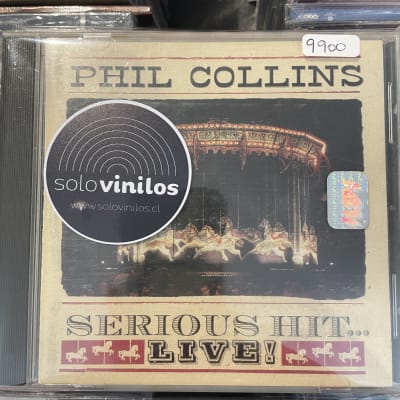 9900
PHIL COLLINS
solovinilos
www.solovinilos.cl
SERIOUS HIT...
LIVE!